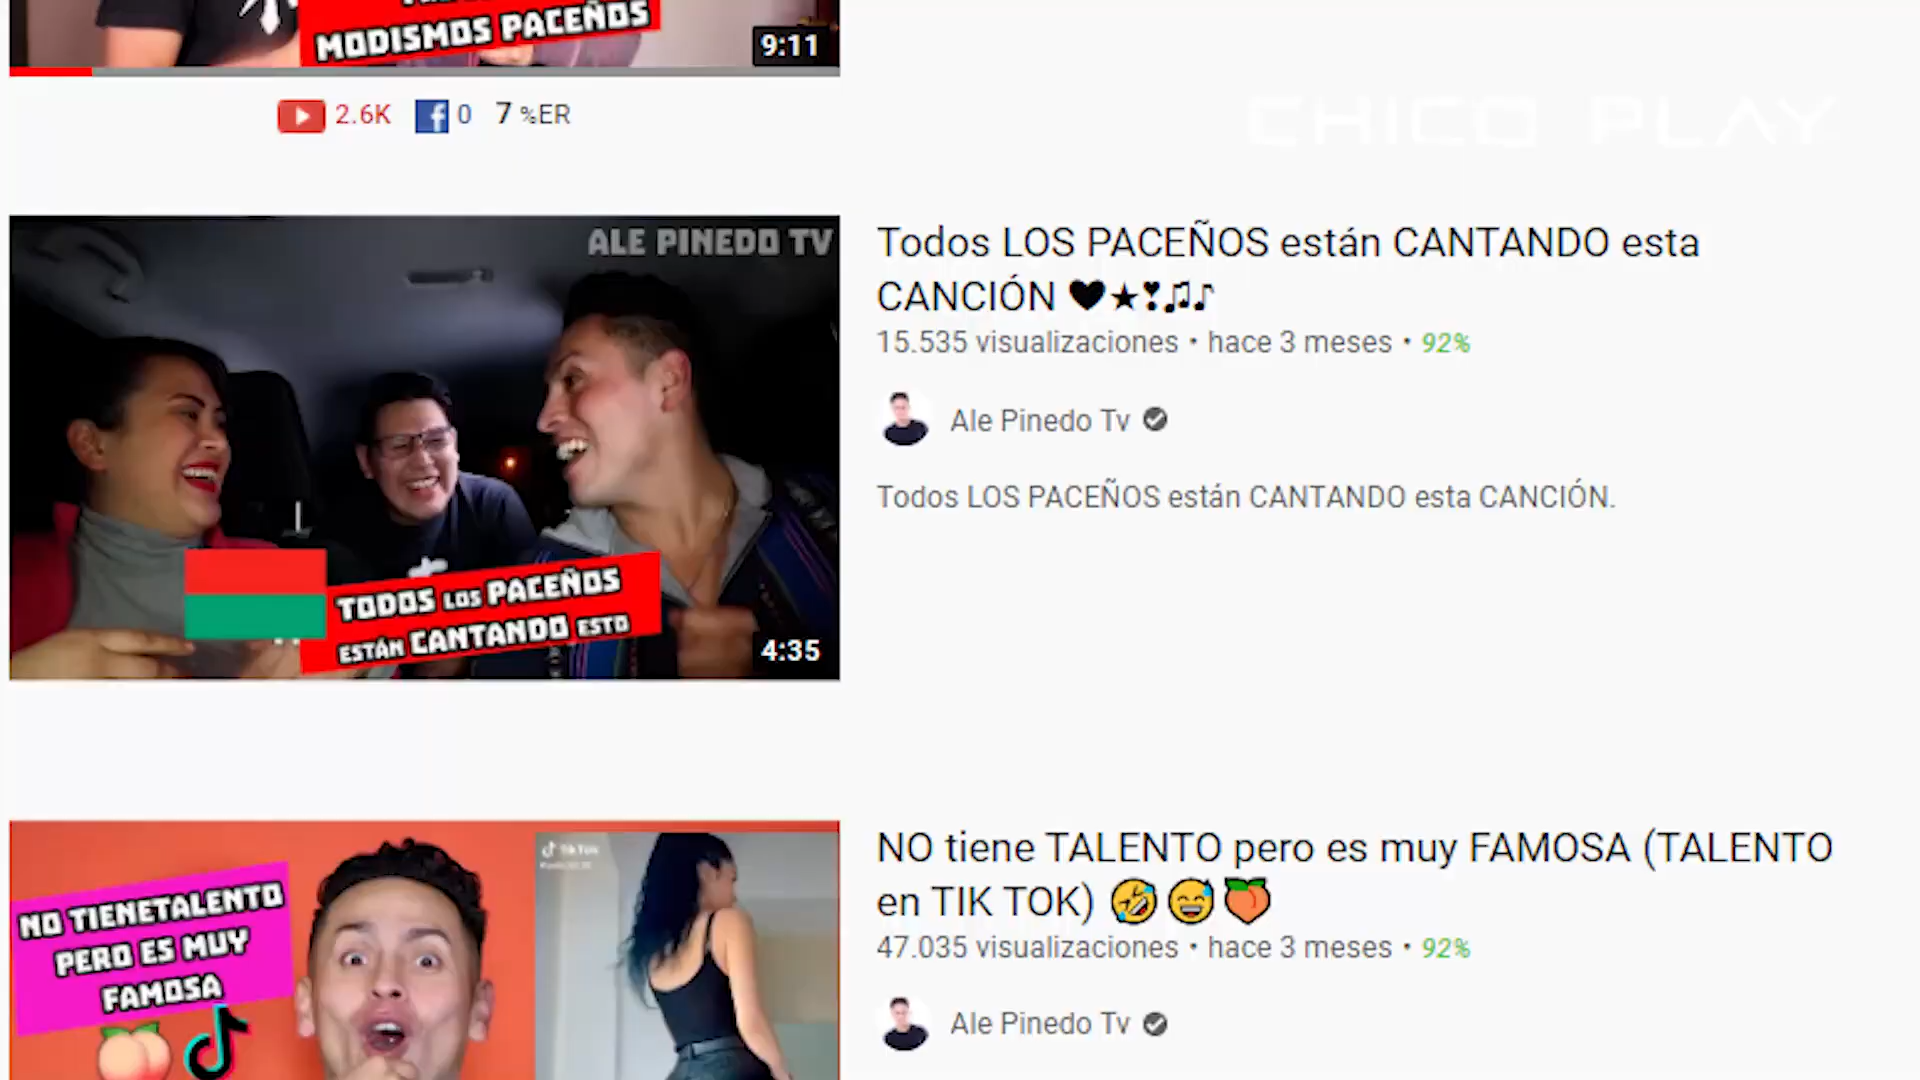 MODISMOS PACEÑOS
9:11
2.6K 0 7 %ER
CHICO PLAY
ALE PINEDO TV
TODOS LOS PACEÑOS
ESTÁN CANTANDO ESTO
4:35
Todos LOS PACEÑOS están CANTANDO esta
CANCIÓN ♥★❣♫♪
15.535 visualizaciones • hace 3 meses • 92%
Ale Pinedo Tv
Todos LOS PACEÑOS están CANTANDO esta CANCIÓN.
NO TIENETALENTO
PERO ES MUY
FAMOSA
TikTok
NO tiene TALENTO pero es muy FAMOSA (TALENTO
en TIK TOK) 🤣😅🍑
47.035 visualizaciones • hace 3 meses • 92%
Ale Pinedo Tv